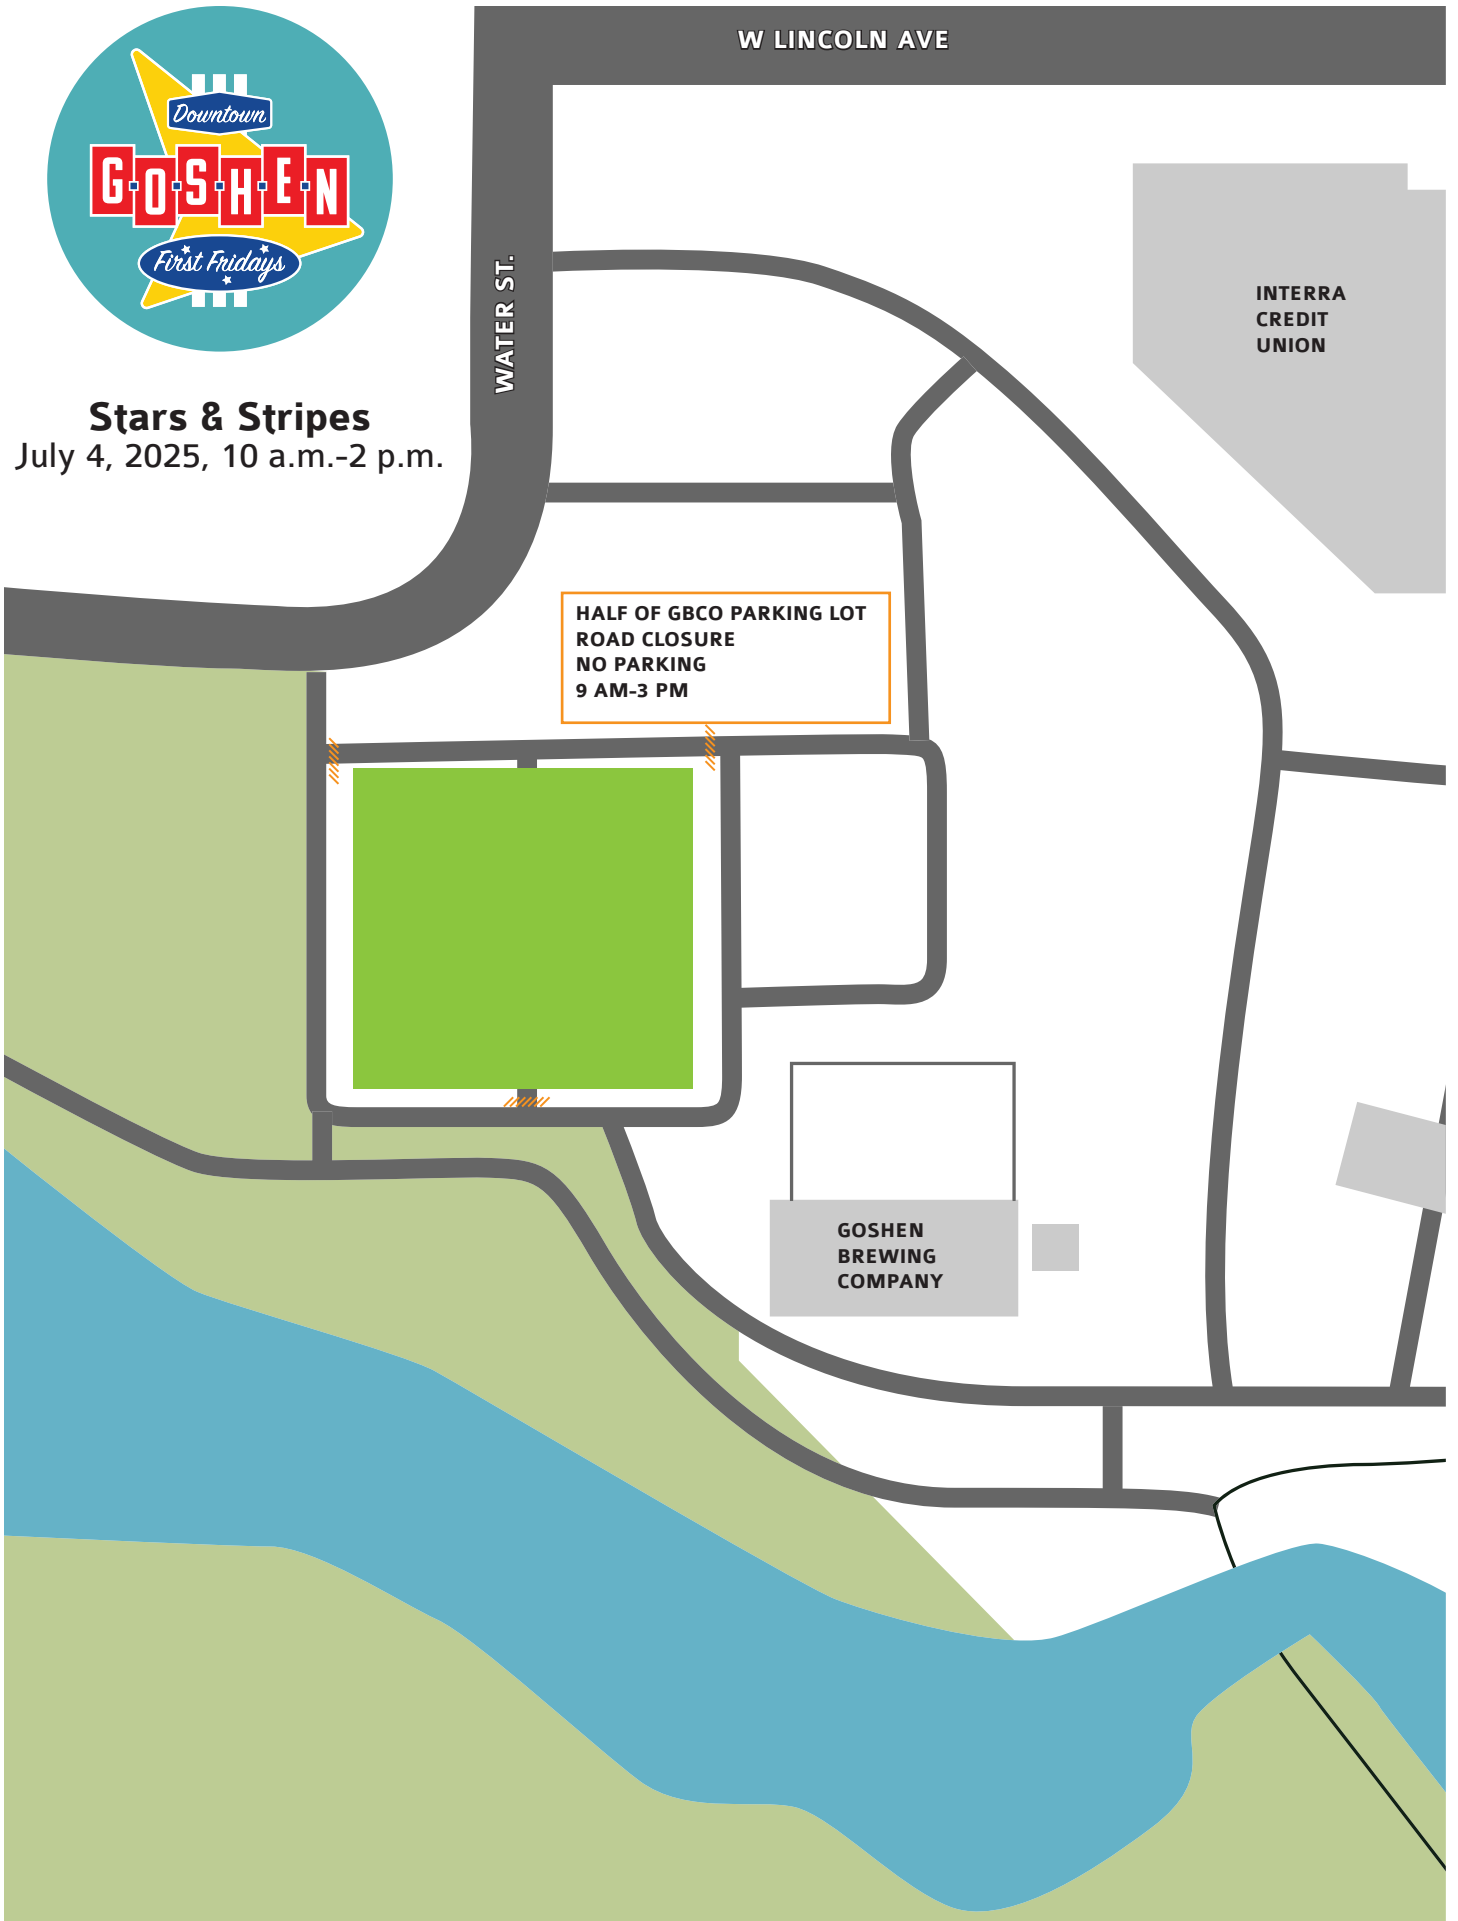 W LINCOLN AVE
Downtown
G·O·S·H·E·N
First Fridays
WATER ST.
INTERRA
CREDIT
UNION
Stars & Stripes
July 4, 2025, 10 a.m.-2 p.m.
HALF OF GBCO PARKING LOT
ROAD CLOSURE
NO PARKING
9 AM-3 PM
GOSHEN
BREWING
COMPANY